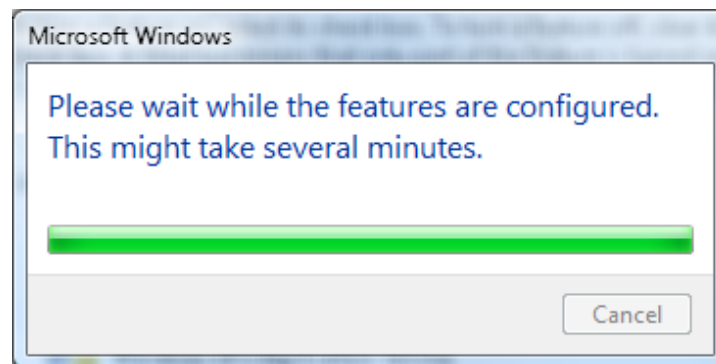 Microsoft Windows
Please wait while the features are configured.
This might take several minutes.
Cancel